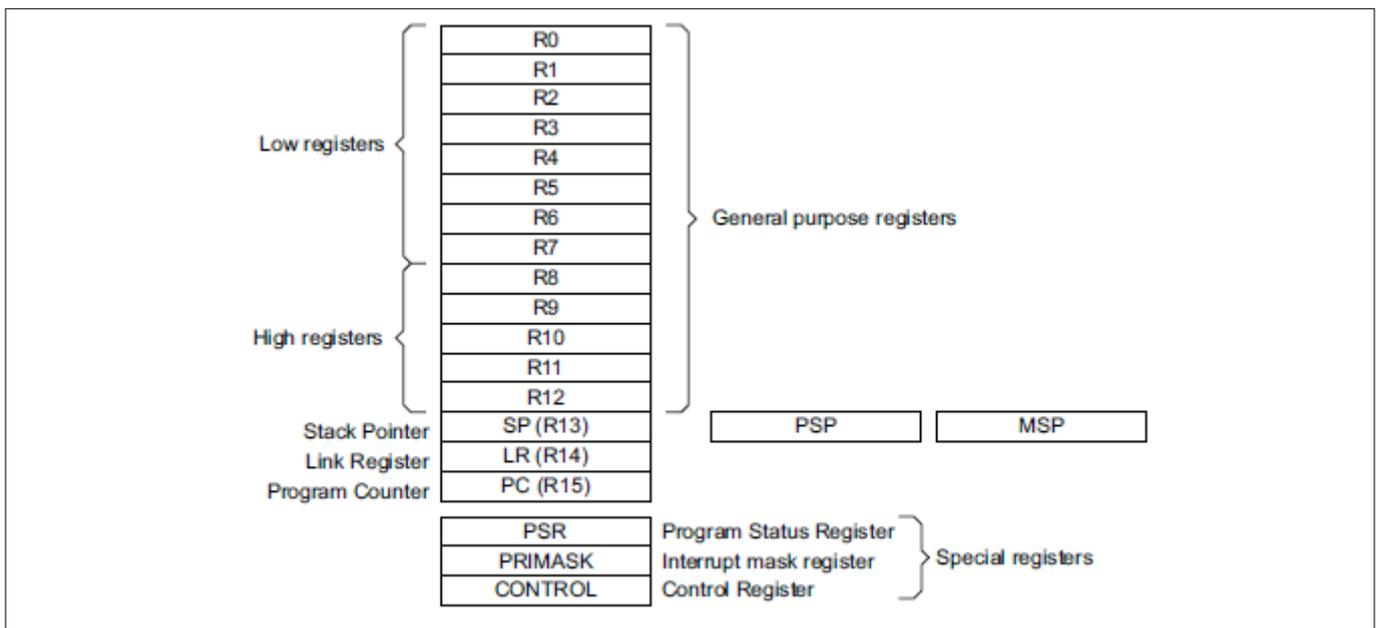 R0
R1
R2
R3
Low registers
R4
R5
R6
General purpose registers
R7
R8
R9
High registers
R10
R11
R12
Stack Pointer
SP (R13)
PSP
MSP
Link Register
LR (R14)
Program Counter
PC (R15)
PSR
Program Status Register
PRIMASK
Interrupt mask register
Special registers
CONTROL
Control Register